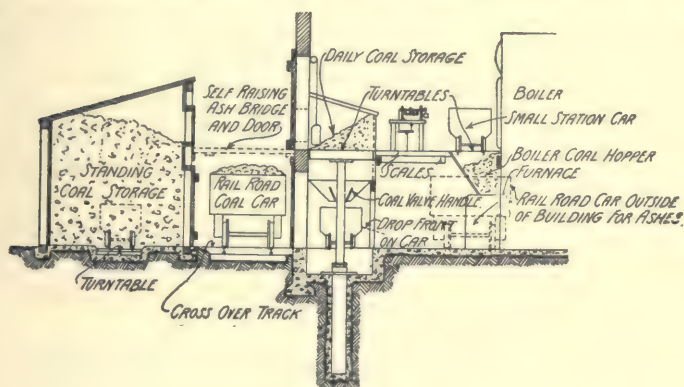 DAILY COAL STORAGE
SELF RAISING
ASH BRIDGE
AND DOOR
TURNTABLES
BOILER
SMALL STATION CAR
STANDING
COAL STORAGE
RAIL ROAD
COAL CAR
SCALES
BOILER COAL HOPPER
FURNACE
COAL VALVE HANDLE
RAIL ROAD CAR OUTSIDE
OF BUILDING FOR ASHES.
DROP FRONT
ON CAR
TURNTABLE
CROSS OVER TRACK